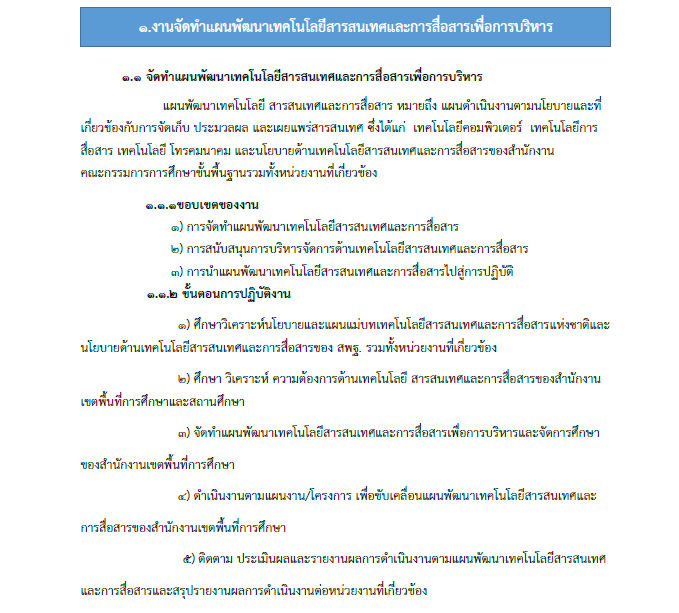 ๑.งานจัดทำแผนพัฒนาเทคโนโลยีสารสนเทศและการสื่อสารเพื่อการบริหาร
๑.๑ จัดทำแผนพัฒนาเทคโนโลยีสารสนเทศและการสื่อสารเพื่อการบริหาร
แผนพัฒนาเทคโนโลยี สารสนเทศและการสื่อสาร หมายถึง แผนดำเนินงานตามนโยบายและที่
เกี่ยวข้องกับการจัดเก็บ ประมวลผล และเผยแพร่สารสนเทศ ซึ่งได้แก่ เทคโนโลยีคอมพิวเตอร์ เทคโนโลยีการ
สื่อสาร เทคโนโลยี โทรคมนาคม และนโยบายด้านเทคโนโลยีสารสนเทศและการสื่อสารของสำนักงาน
คณะกรรมการการศึกษาขั้นพื้นฐานรวมทั้งหน่วยงานที่เกี่ยวข้อง
๑.๑.๑ขอบเขตของงาน
๑) การจัดทำแผนพัฒนาเทคโนโลยีสารสนเทศและการสื่อสาร
๒) การสนับสนุนการบริหารจัดการด้านเทคโนโลยีสารสนเทศและการสื่อสาร
๓) การนำแผนพัฒนาเทคโนโลยีสารสนเทศและการสื่อสารไปสู่การปฏิบัติ
๑.๑.๒ ขั้นตอนการปฏิบัติงาน
๑) ศึกษาวิเคราะห์นโยบายและแผนแม่บทเทคโนโลยีสารสนเทศและการสื่อสารแห่งชาติและ
นโยบายด้านเทคโนโลยีสารสนเทศและการสื่อสารของ สพฐ. รวมทั้งหน่วยงานที่เกี่ยวข้อง
๒) ศึกษา วิเคราะห์ ความต้องการด้านเทคโนโลยี สารสนเทศและการสื่อสารของสำนักงาน
เขตพื้นที่การศึกษาและสถานศึกษา
๓) จัดทำแผนพัฒนาเทคโนโลยีสารสนเทศและการสื่อสารเพื่อการบริหารและจัดการศึกษา
ของสำนักงานเขตพื้นที่การศึกษา
๔) ดำเนินงานตามแผนงาน/โครงการ เพื่อขับเคลื่อนแผนพัฒนาเทคโนโลยีสารสนเทศและ
การสื่อสารของสำนักงานเขตพื้นที่การศึกษา
๕) ติดตาม ประเมินผลและรายงานผลการดำเนินงานตามแผนพัฒนาเทคโนโลยีสารสนเทศ
และการสื่อสารและสรุปรายงานผลการดำเนินงานต่อหน่วยงานที่เกี่ยวข้อง